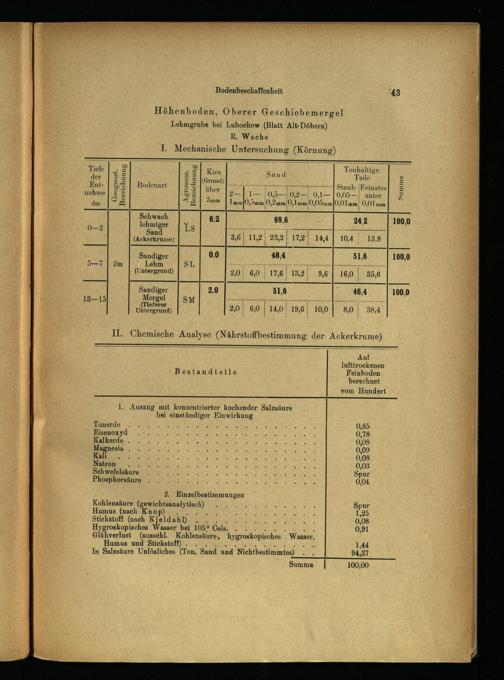 Bodenbeschaffenheit 43
Höhenboden, Oberer Geschiebemergel
Lehmgrube bei Lubochow (Blatt Alt-Döbern)
R. Wache
I. Mechanische Untersuchung (Körnung)
Tiefe der Entnahme dm | Geognost. Bezeichnung | Bodenart | Agronom. Bezeichnung | Kies (Grand) über 2mm | Sand | Tonhaltige Teile | Summa
2— 1mm | 1— 0,5mm | 0,5— 0,2mm | 0,2— 0,1mm | 0,1— 0,05mm | Staub 0,05— 0,01mm | Feinstes unter 0,01mm
0—2 | Schwach lehmiger Sand (Ackerkrume) | LS | 6,2 | 69,6 | 24,2 | 100,0
3,6 | 11,2 | 23,2 | 17,2 | 14,4 | 10,4 | 13.8
5—7 | ∂m | Sandiger Lehm (Untergrund) | SL | 0,0 | 48,4 | 51,6 | 100,0
2,0 | 6,0 | 17,6 | 13,2 | 9,6 | 16,0 | 35,6
13—15 | Sandiger Mergel (Tieferer Untergrund) | SM | 2,0 | 51,6 | 46,4 | 100,0
2,0 | 6,0 | 14,0 | 19,6 | 10,0 | 8,0 | 38,4
II. Chemische Analyse (Nährstoffbestimmung der Ackerkrume)
Bestandteile | Auf lufttrockenen Feinboden berechnet vom Hundert
1. Auszug mit konzentrierter kochender Salzsäure
bei einstündiger Einwirkung
Tonerde . . . 0,85
Eisenoxyd . . . 0,78
Kalkerde . . . 0,08
Magnesia . . . 0,09
Kali . . . 0,08
Natron . . . 0,03
Schwefelsäure . . . Spur
Phosphorsäure . . . 0,04
2. Einzelbestimmungen
Kohlensäure (gewichtsanalytisch) . . . Spur
Humus (nach Knop) . . . 1,25
Stickstoff (nach Kjeldahl) . . . 0,08
Hygroskopisches Wasser bei 105° Cels. . . . 0,91
Glühverlust (ausschl. Kohlensäure, hygroskopisches Wasser,
Humus und Stickstoff) . . . 1,44
In Salzsäure Unlösliches (Ton, Sand und Nichtbestimmtes) . . 94,37
Summa 100,00